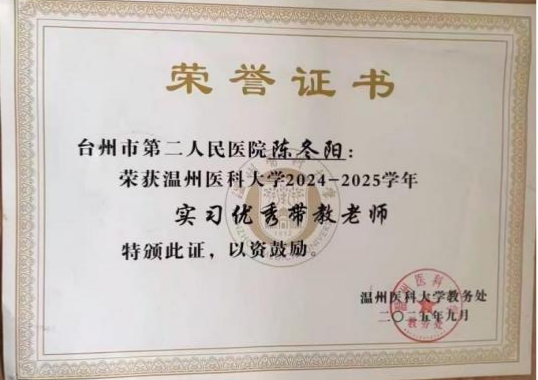 荣誉证书
台州市第二人民医院陈冬阳：
荣获温州医科大学2024-2025学年
实习优秀带教老师
特颁此证，以资鼓励。
温州医科大学教务处
二〇二五年九月
教务处